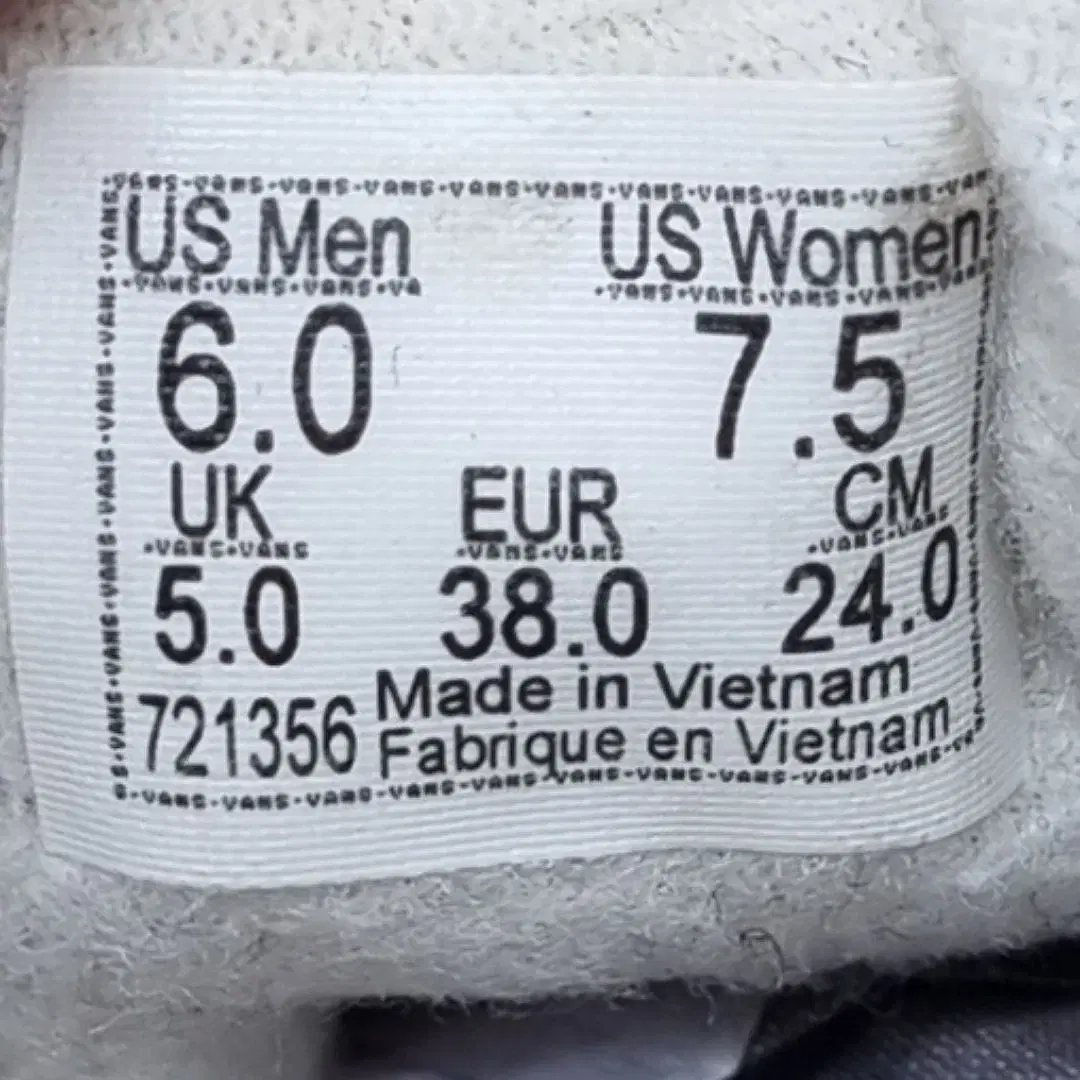 US Men US Women
6.0 7.5
UK EUR CM
5.0 38.0 24.0
721356 Made in Vietnam
Fabrique en Vietnam